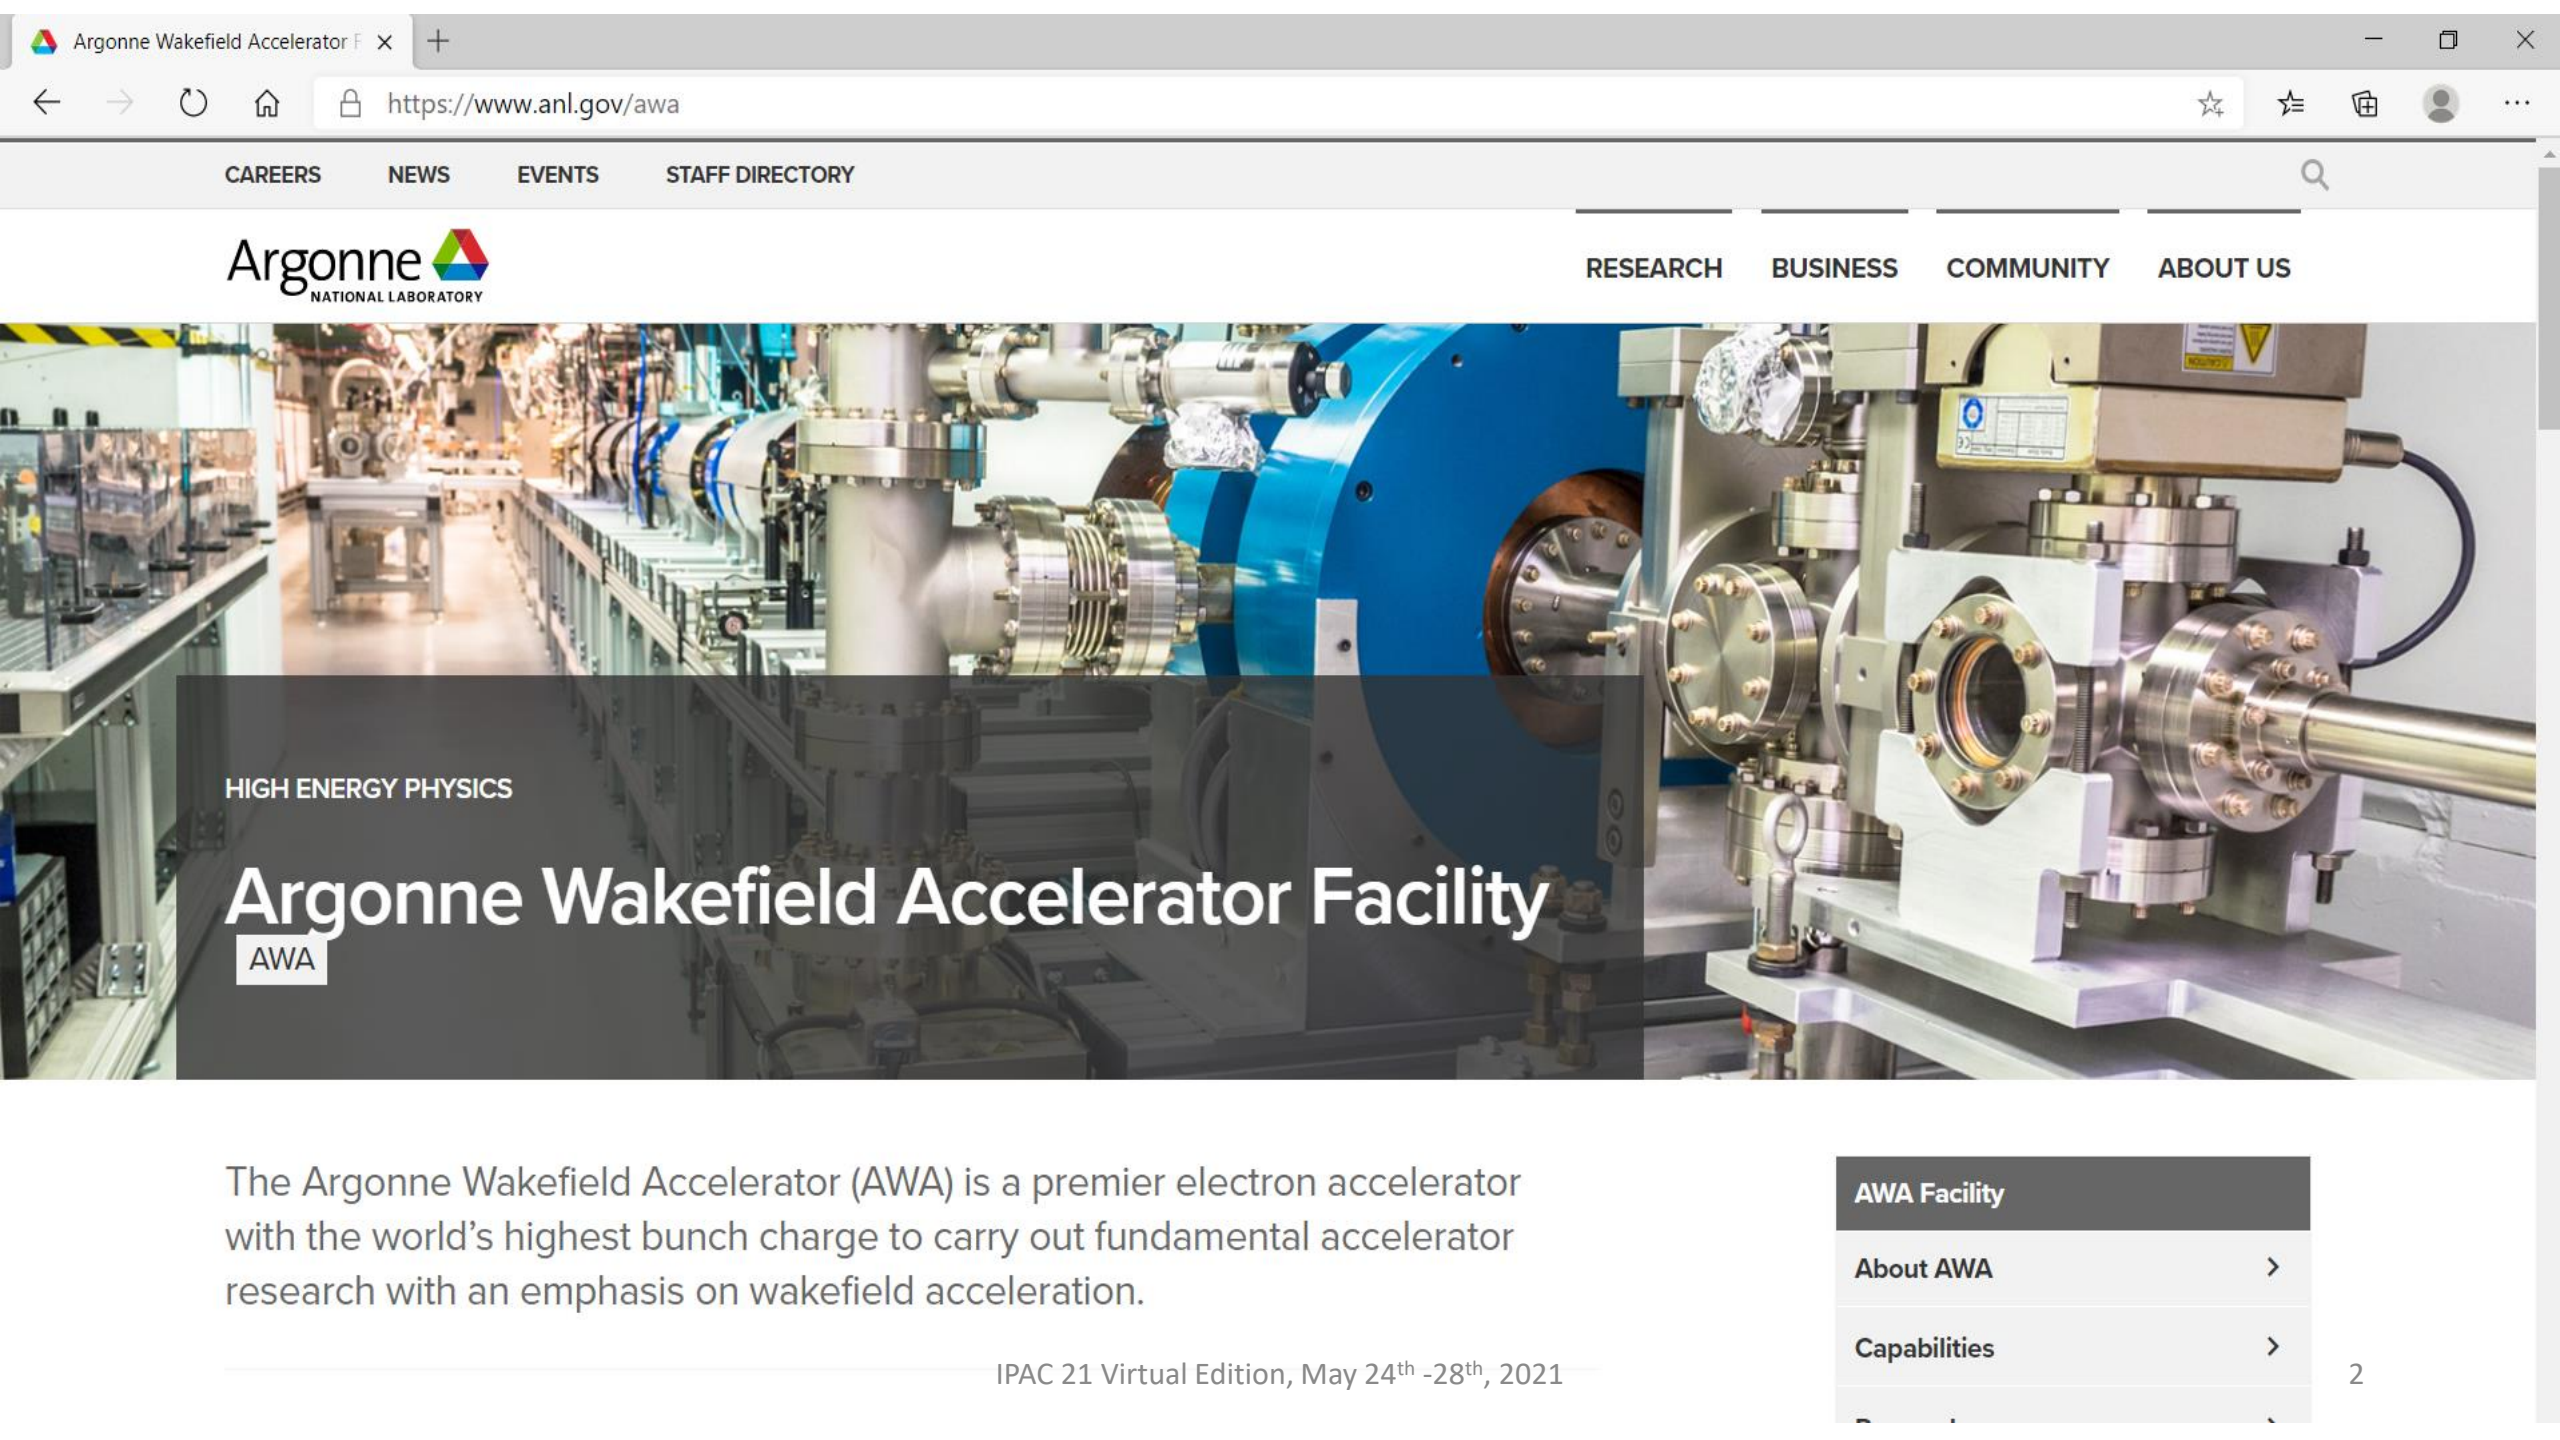 Argonne Wakefield Accelerator F
https://www.anl.gov/awa
CAREERS NEWS EVENTS STAFF DIRECTORY
Argonne
NATIONAL LABORATORY
RESEARCH BUSINESS COMMUNITY ABOUT US
HIGH ENERGY PHYSICS
Argonne Wakefield Accelerator Facility
AWA
The Argonne Wakefield Accelerator (AWA) is a premier electron accelerator
with the world's highest bunch charge to carry out fundamental accelerator
research with an emphasis on wakefield acceleration.
AWA Facility
About AWA
Capabilities
IPAC 21 Virtual Edition, May 24th -28th, 2021
2